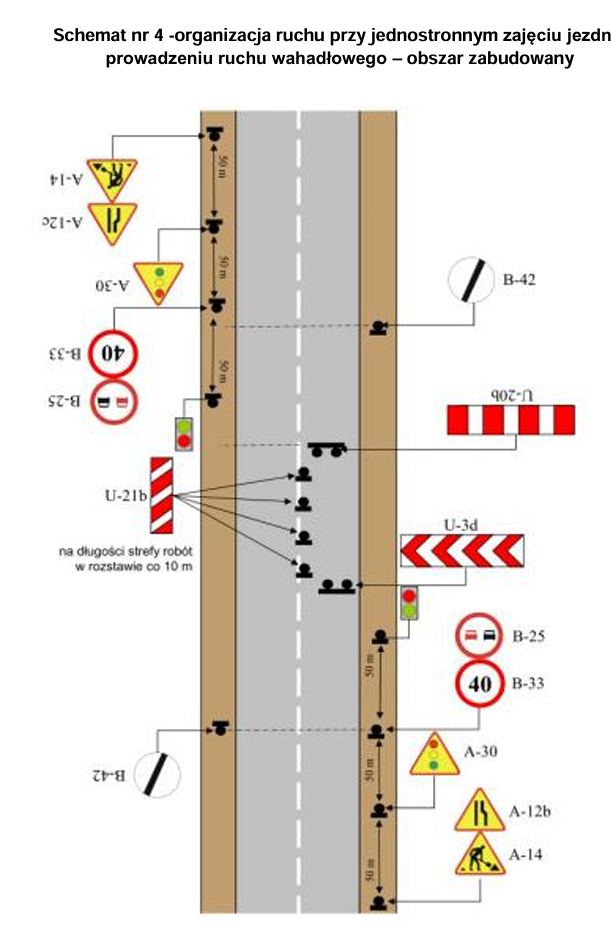 Schemat nr 4 -organizacja ruchu przy jednostronnym zajęciu jezdn
prowadzeniu ruchu wahadłowego – obszar zabudowany
A-14
50 m
A-12c
A-30
50 m
B-42
B-33
40
50 m
B-25
U-20b
U-21b
na długości strefy robót
w rozstawie co 10 m
U-3d
B-25
50 m
40
B-33
A-30
B-42
50 m
A-12b
A-14
50 m